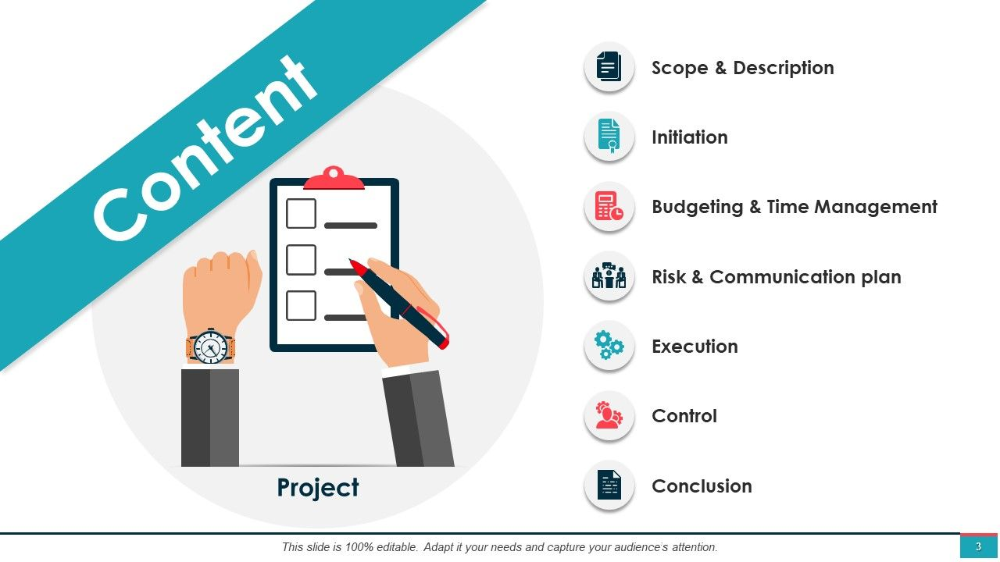 Content
Scope & Description
Initiation
Budgeting & Time Management
Risk & Communication plan
Execution
Control
Conclusion
Project
This slide is 100% editable. Adapt it your needs and capture your audience's attention.
3